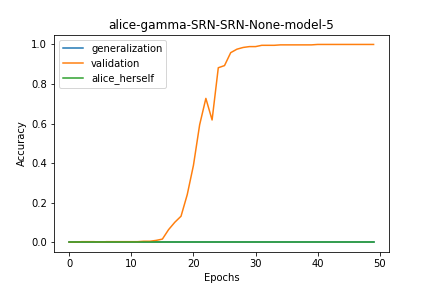 alice-gamma-SRN-SRN-None-model-5
generalization
validation
alice_herself
Accuracy
1.0
0.8
0.6
0.4
0.2
0.0
0 10 20 30 40 50
Epochs